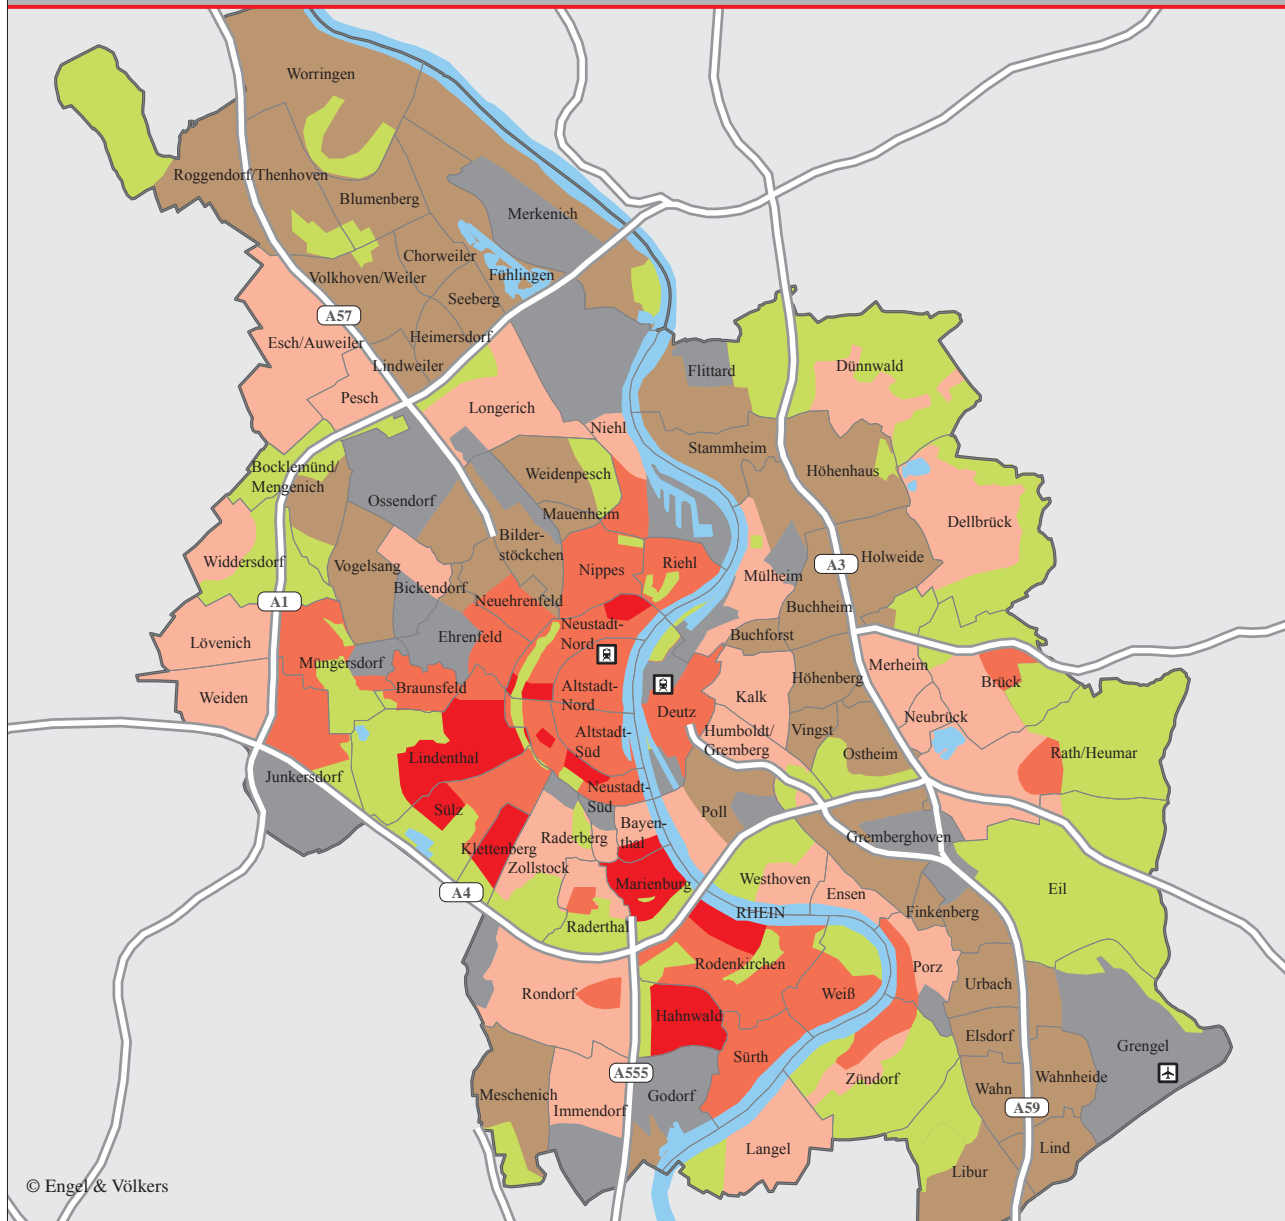 Worringen
Roggendorf/Thenhoven
Blumenberg
Merkenich
Chorweiler
Fühlingen
Volkhoven/Weiler
Seeberg
A57
Heimersdorf
Esch/Auweiler
Lindweiler
Flittard
Dünnwald
Pesch
Longerich
Niehl
Stammheim
Bocklemünd/
Mengenich
Weidenpesch
Höhenhaus
Ossendorf
Mauenheim
Dellbrück
Bilder-
stöckchen
Widdersdorf
Vogelsang
Nippes
Riehl
Mülheim
A3
Holweide
Bickendorf
A1
Neuehrenfeld
Buchheim
Neustadt-
Nord
Ehrenfeld
Buchforst
Lövenich
Müngersdorf
Merheim
Höhenberg
Brück
Braunsfeld
Altstadt-
Nord
Weiden
Kalk
Deutz
Neubrück
Altstadt-
Süd
Humboldt/
Gremberg
Vingst
Ostheim
Rath/Heumar
Lindenthal
Junkersdorf
Neustadt-
Süd
Sülz
Poll
Bayen-
thal
Raderberg
Gremberghoven
Klettenberg
Zollstock
Marienburg
Westhoven
Ensen
Eil
A4
RHEIN
Finkenberg
Raderthal
Rodenkirchen
Porz
Rondorf
Weiß
Urbach
Hahnwald
Elsdorf
Grengel
Sürth
A555
Zündorf
Wahnheide
Wahn
Meschenich
Godorf
Immendorf
A59
Langel
Lind
Libur
© Engel & Völkers